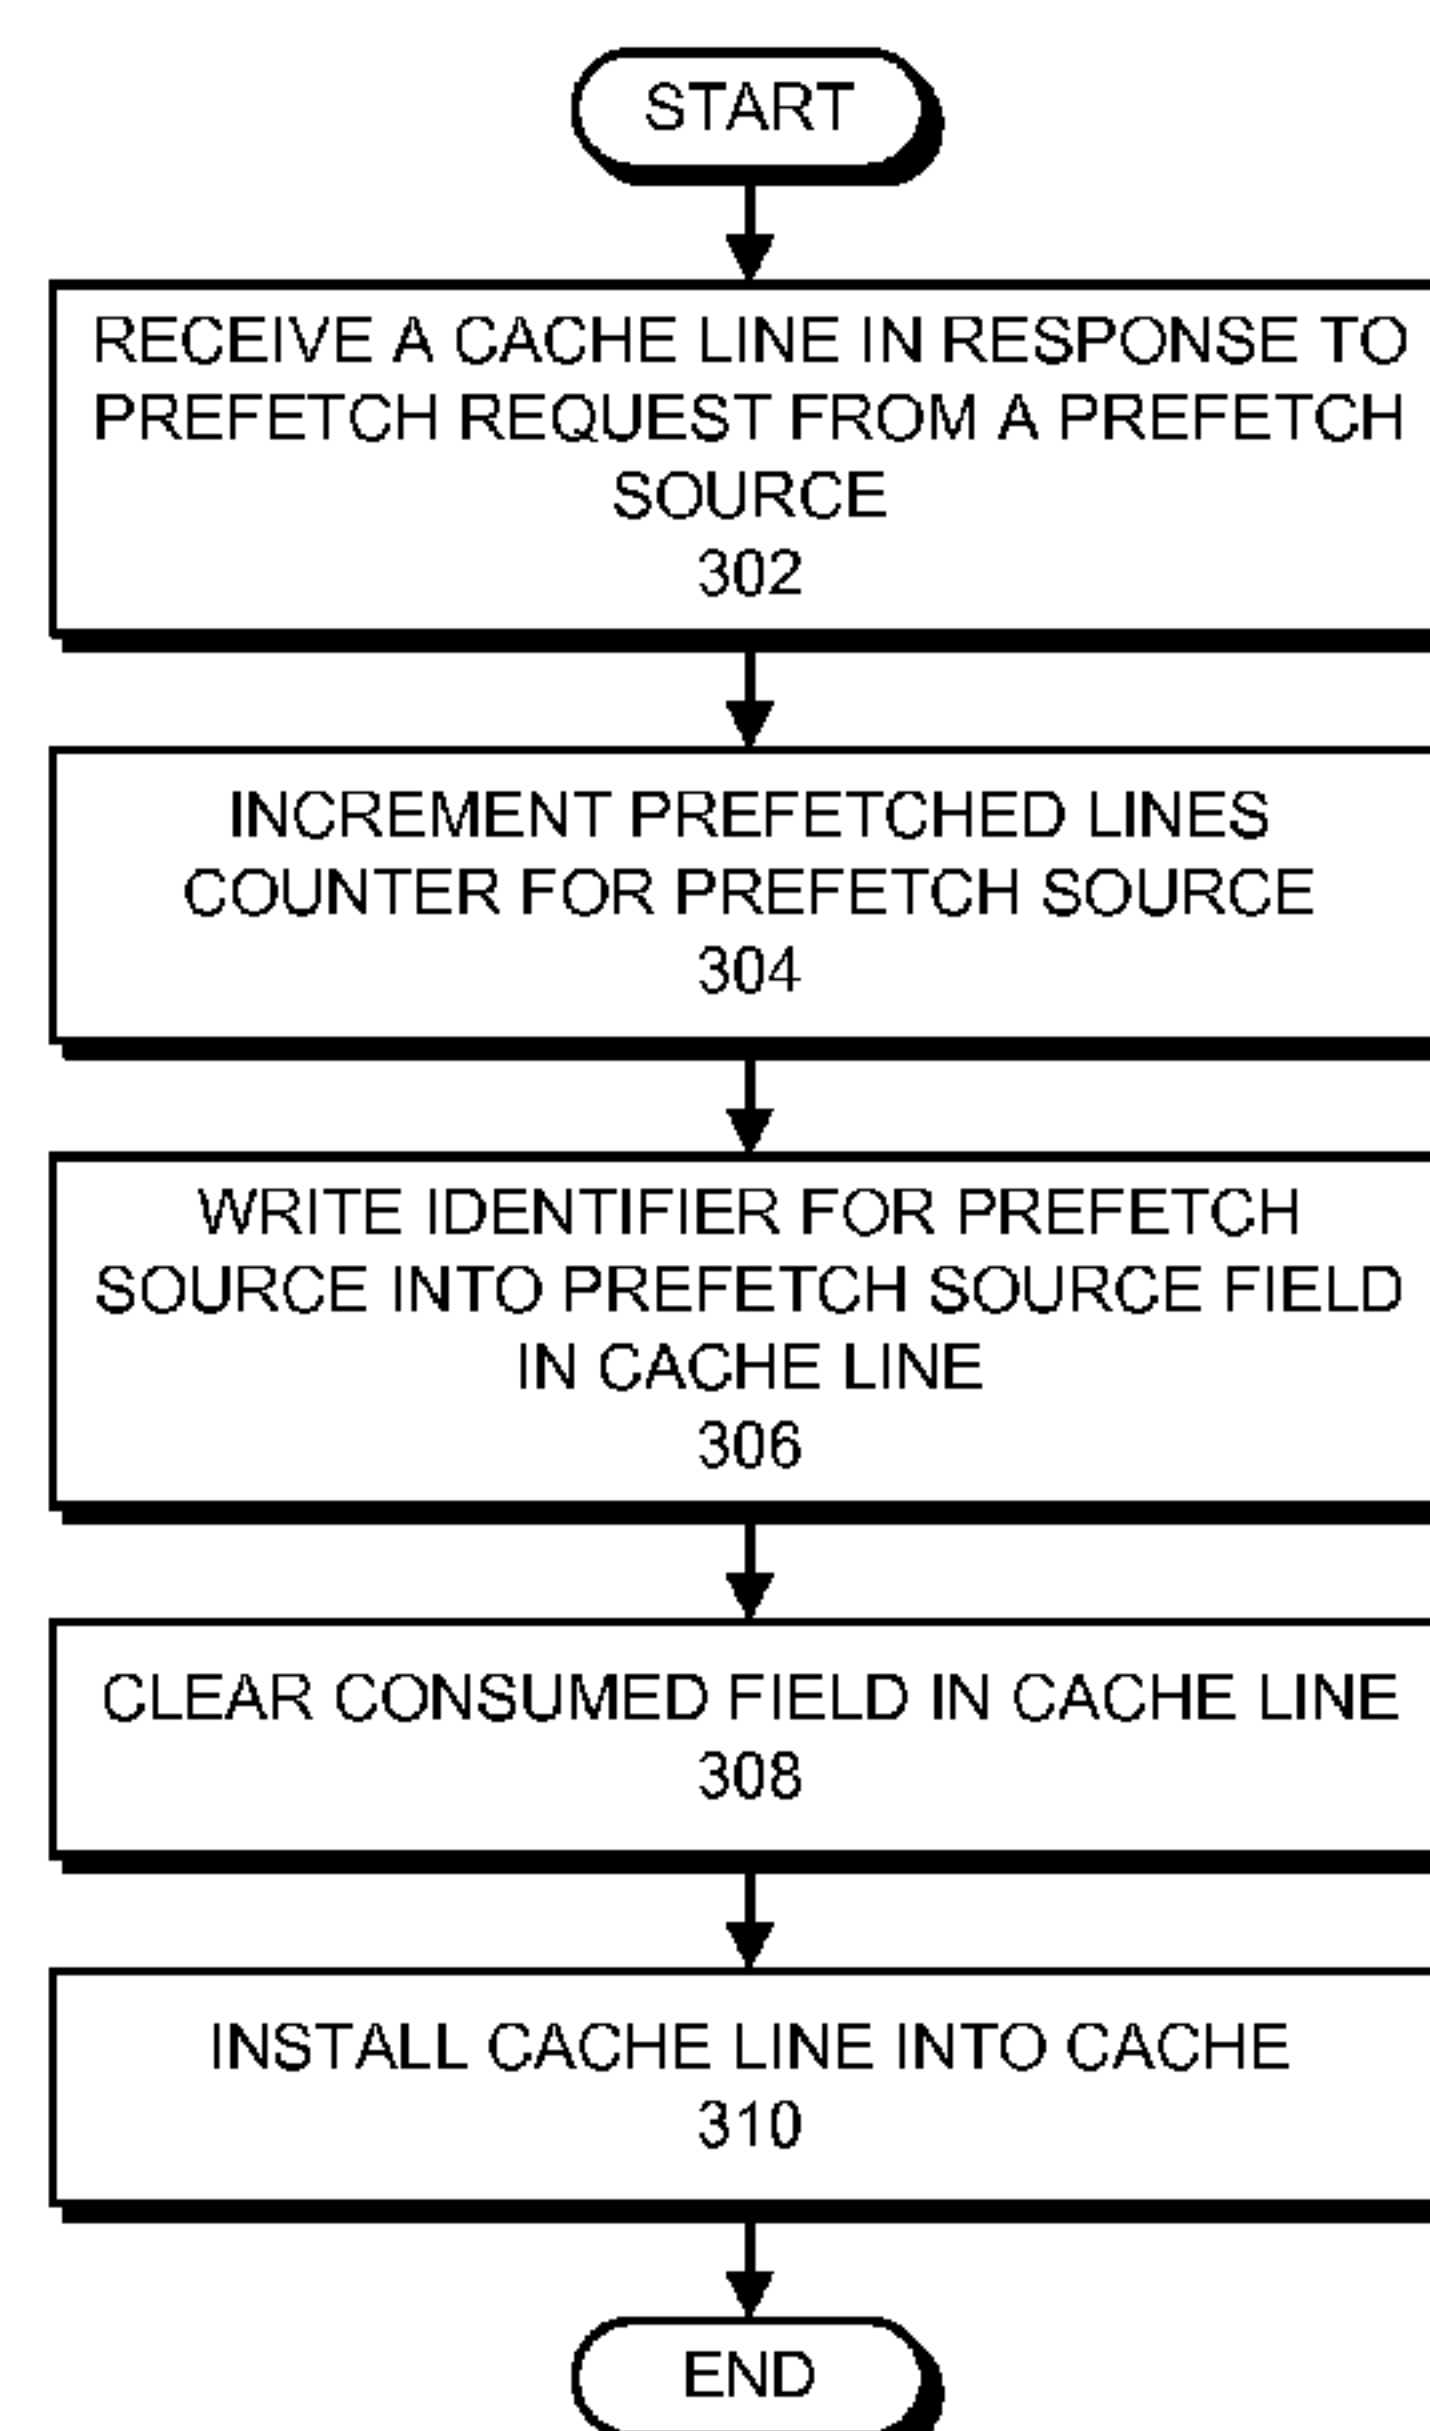 START
RECEIVE A CACHE LINE IN RESPONSE TO
PREFETCH REQUEST FROM A PREFETCH
SOURCE
302
INCREMENT PREFETCHED LINES
COUNTER FOR PREFETCH SOURCE
304
WRITE IDENTIFIER FOR PREFETCH
SOURCE INTO PREFETCH SOURCE FIELD
IN CACHE LINE
306
CLEAR CONSUMED FIELD IN CACHE LINE
308
INSTALL CACHE LINE INTO CACHE
310
END